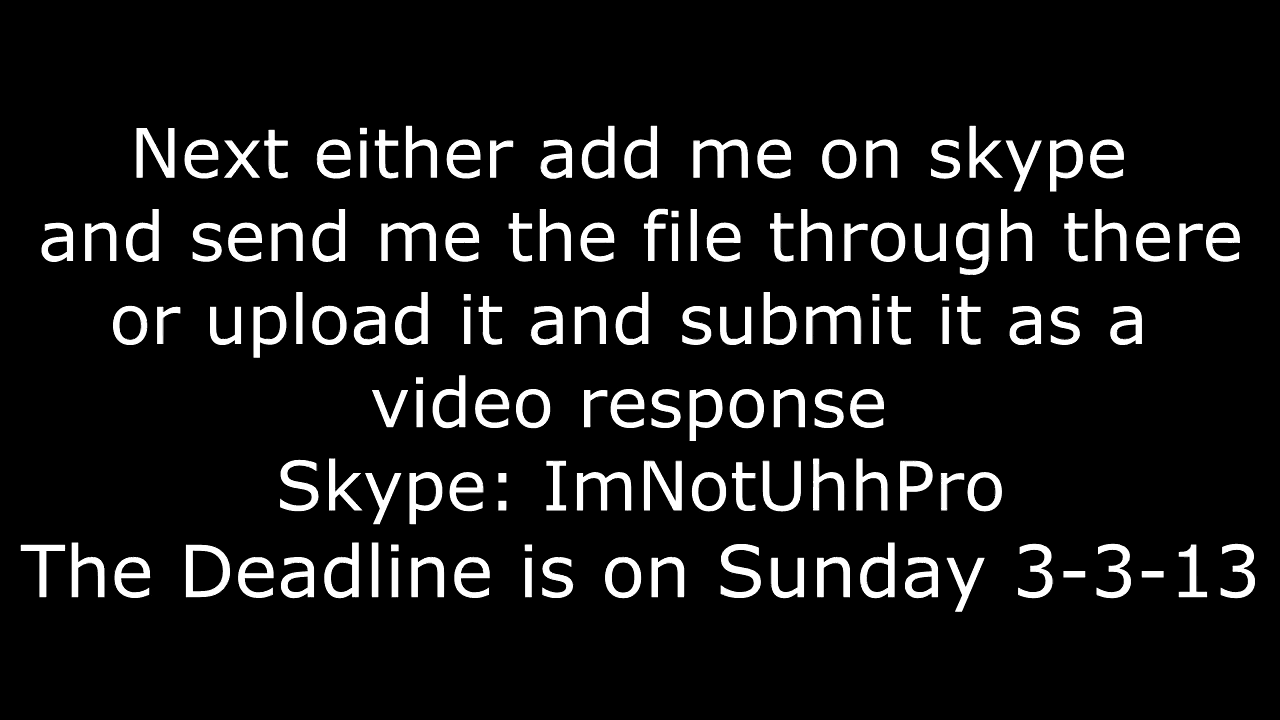 Next either add me on skype
and send me the file through there
or upload it and submit it as a
video response
Skype: ImNotUhhPro
The Deadline is on Sunday 3-3-13